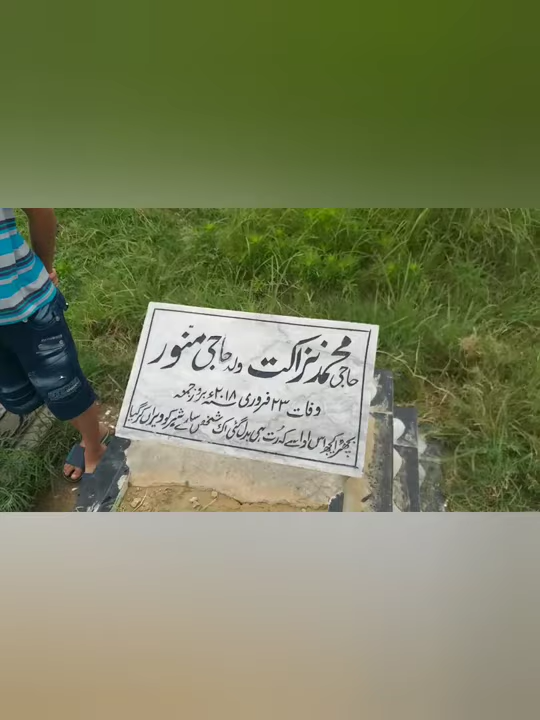 حاجی محمد نزاکت ولد حاجی منور
وفات ۲۳ فروری ۲۰۱۸ء بروز جمعہ
بچھڑا کچھ اس ادا سے کہ رت ہی بدل گئی اک شخص سارے شہر کو ویران کر گیا